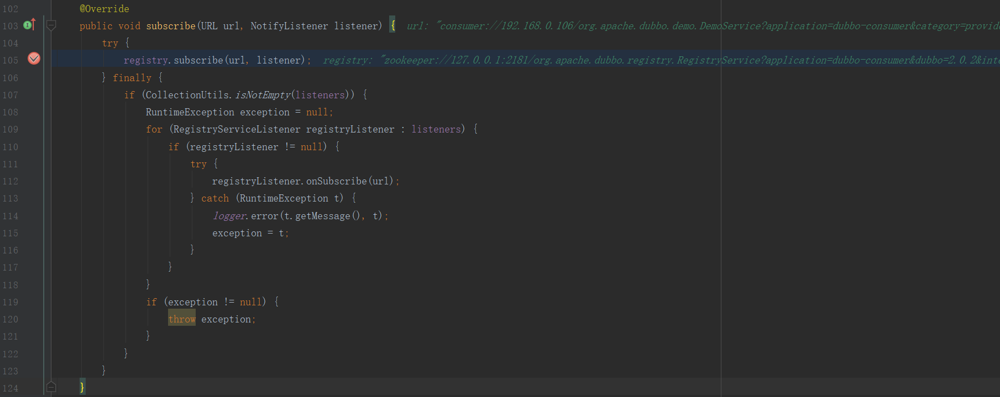 102 @Override
103 public void subscribe(URL url, NotifyListener listener) { url: "consumer://192.168.0.106/org.apache.dubbo.demo.DemoService?application=dubbo-consumer&category=provide
104 try {
105 registry.subscribe(url, listener); registry: "zookeeper://127.0.0.1:2181/org.apache.dubbo.registry.RegistryService?application=dubbo-consumer&dubbo=2.0.2&inte
106 } finally {
107 if (CollectionUtils.isNotEmpty(listeners)) {
108 RuntimeException exception = null;
109 for (RegistryServiceListener registryListener : listeners) {
110 if (registryListener != null) {
111 try {
112 registryListener.onSubscribe(url);
113 } catch (RuntimeException t) {
114 logger.error(t.getMessage(), t);
115 exception = t;
116 }
117 }
118 }
119 if (exception != null) {
120 throw exception;
121 }
122 }
123 }
124 }